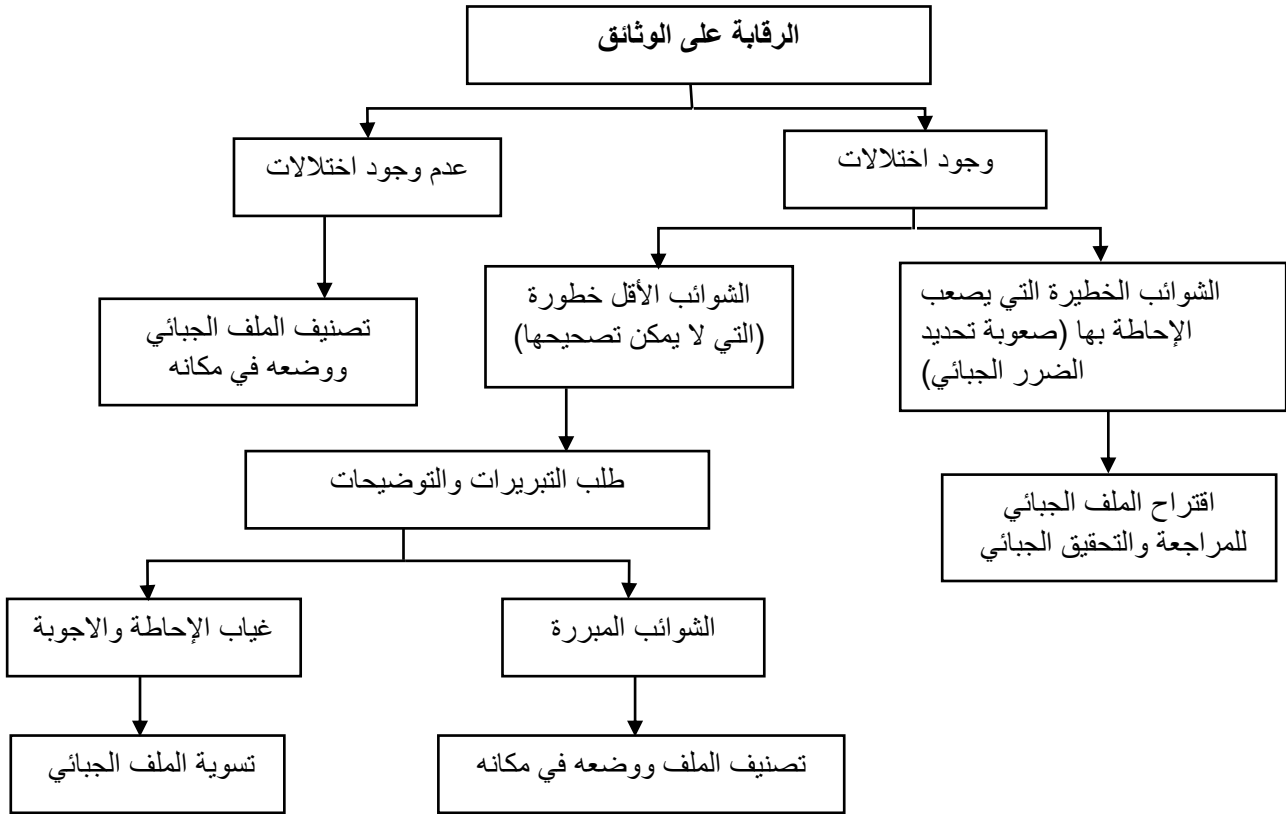 الرقابة على الوثائق
وجود اختلالات
عدم وجود اختلالات
الشوائب الخطيرة التي يصعب
الإحاطة بها (صعوبة تحديد
الضرر الجبائي)
الشوائب الأقل خطورة
(التي لا يمكن تصحيحها)
تصنيف الملف الجبائي
ووضعه في مكانه
طلب التبريرات والتوضيحات
اقتراح الملف الجبائي
للمراجعة والتحقيق الجبائي
الشوائب المبررة
غياب الإحاطة والاجوبة
تصنيف الملف ووضعه في مكانه
تسوية الملف الجبائي